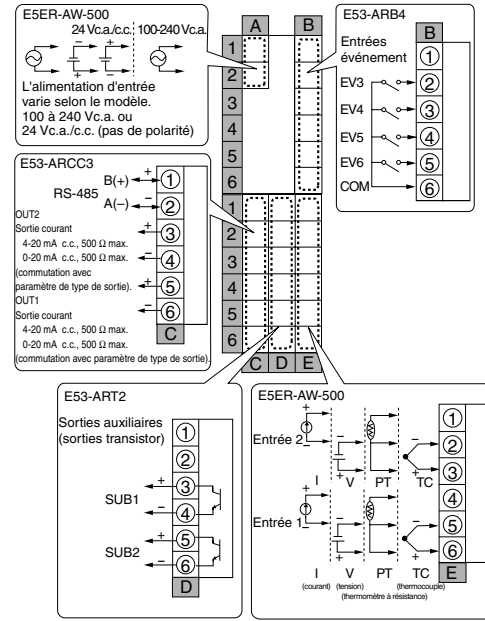 E5ER-AW-500
24 Vc.a./c.c. 100-240 Vc.a.
+ - - +
L'alimentation d'entrée
varie selon le modèle.
100 à 240 Vc.a. ou
24 Vc.a./c.c. (pas de polarité)
A B
1
2
3
4
5
6
1
2
3
4
5
6
C D E
E53-ARB4
B
Entrées
événement
1
EV3 2
EV4 3
EV5 4
EV6 5
COM 6
E53-ARCC3
B(+) + 1
RS-485
A(−) − 2
OUT2
Sortie courant + 3
4-20 mA c.c., 500 Ω max.
0-20 mA c.c., 500 Ω max. − 4
(commutation avec
paramètre de type de sortie). + 5
OUT1
Sortie courant − 6
4-20 mA c.c., 500 Ω max.
0-20 mA c.c., 500 Ω max. C
(commutation avec paramètre de type de sortie).
E53-ART2
Sorties auxiliaires
(sorties transistor)
1
2
+ 3
SUB1
− 4
+ 5
SUB2
− 6
D
E5ER-AW-500
1
Entrée 2 + − − + 2
I V PT TC 3
4
Entrée 1 + − − + 5
6
I V PT TC E
(courant) (tension) (thermocouple)
(thermomètre à résistance)